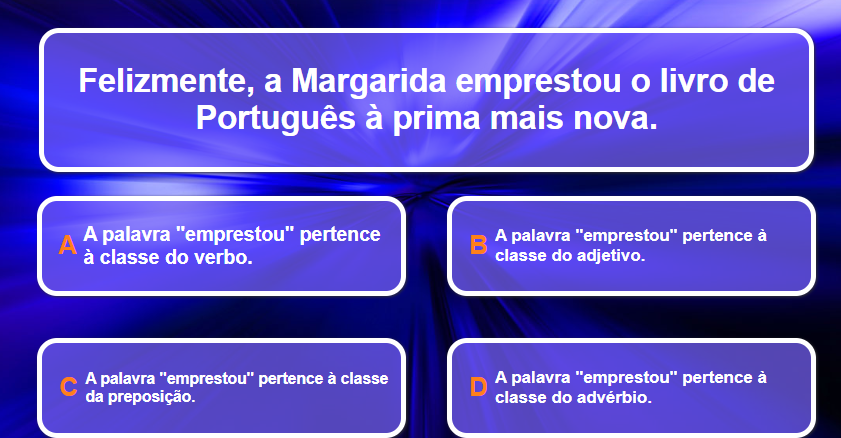 Felizmente, a Margarida emprestou o livro de
Português à prima mais nova.
A A palavra "emprestou" pertence
à classe do verbo.
B A palavra "emprestou" pertence à
classe do adjetivo.
C A palavra "emprestou" pertence à classe
da preposição.
D A palavra "emprestou" pertence à
classe do advérbio.